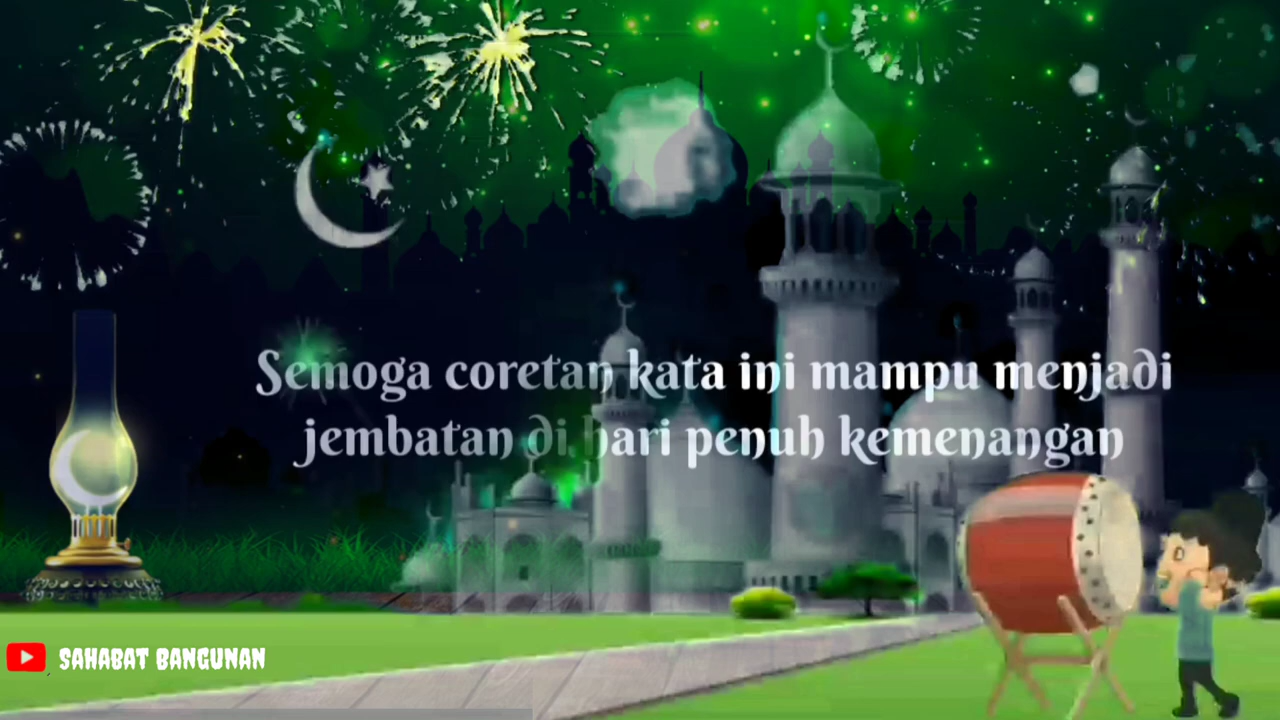 Semoga coretan kata ini mampu menjadi
jembatan di hari penuh kemenangan
SAHABAT BANGUNAN